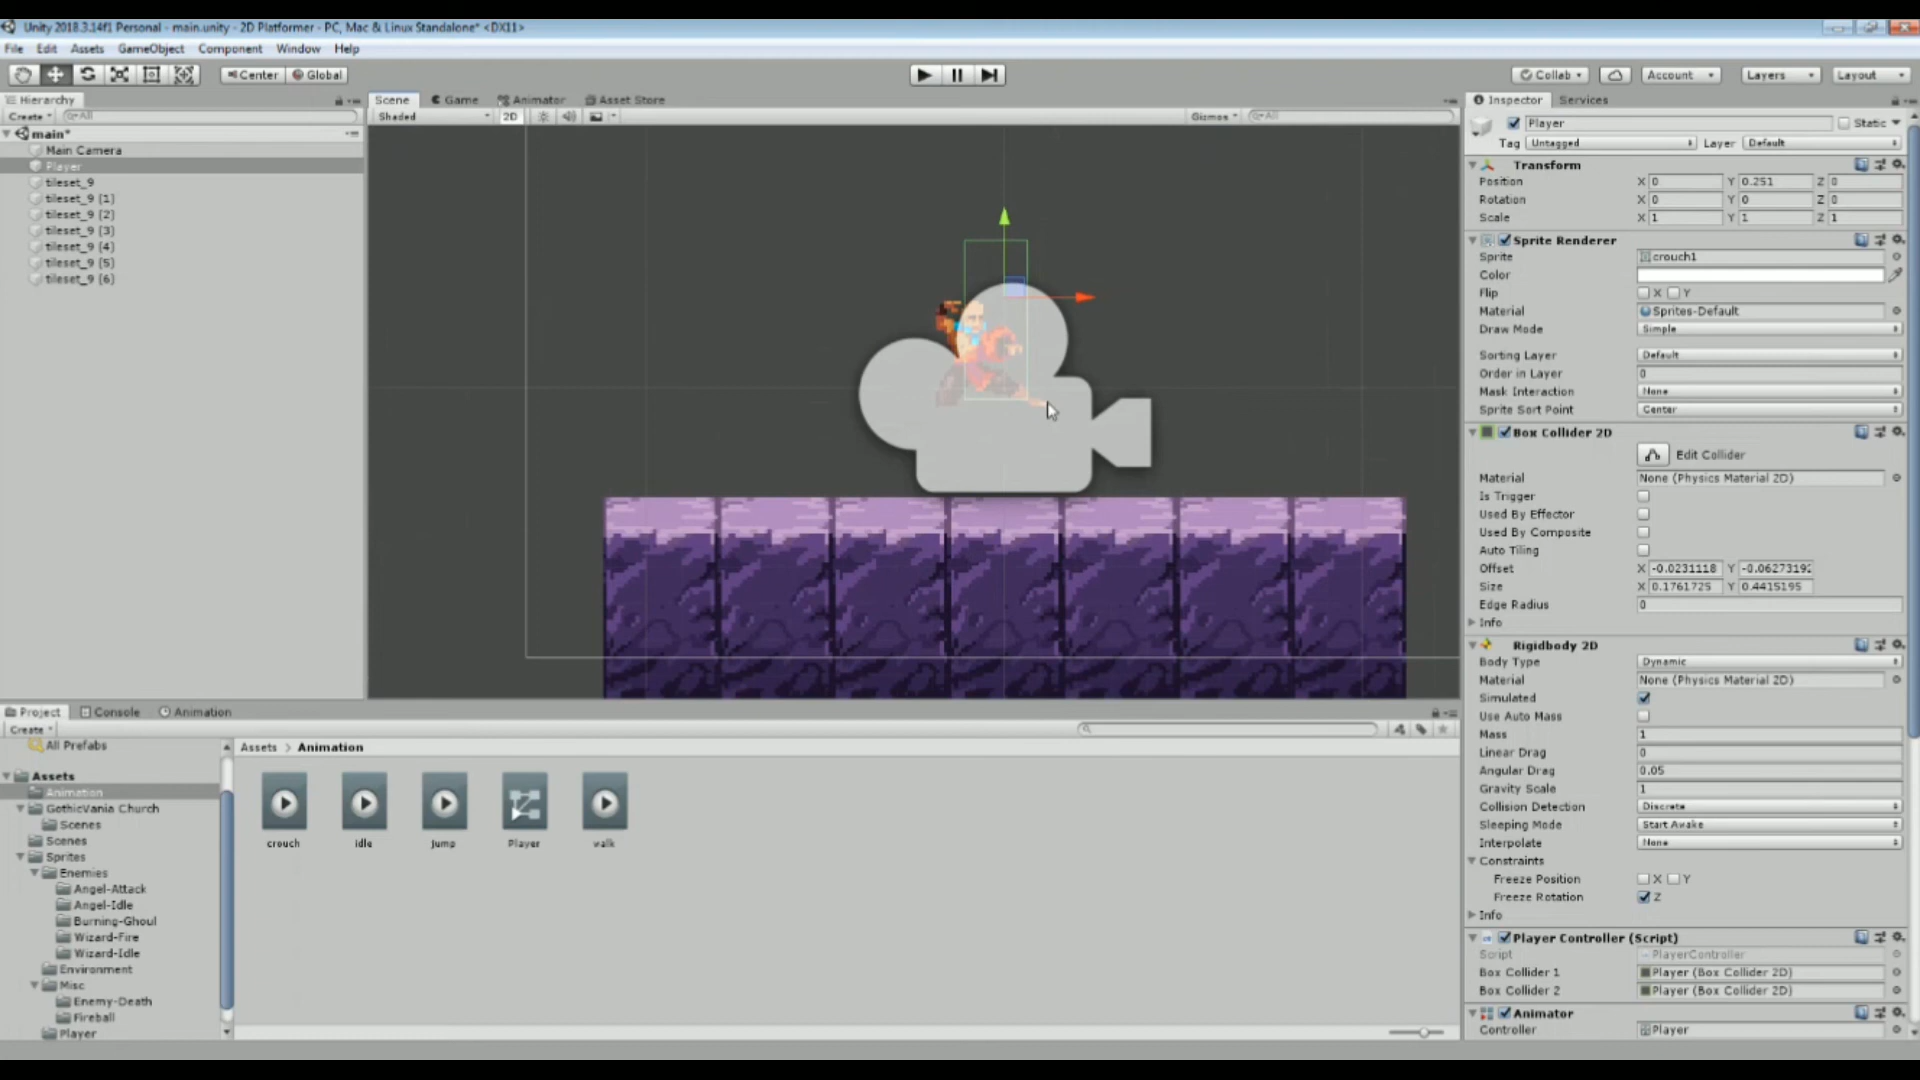 Unity 2018.3.14f1 Personal - main.unity - 2D Platformer - PC, Mac & Linux Standalone* <DX11>
File Edit Assets GameObject Component Window Help
Center Global Collab Account Layers Layout
Hierarchy
Create All
main*
Main Camera
Player
tileset_9
tileset_9 (1)
tileset_9 (2)
tileset_9 (3)
tileset_9 (4)
tileset_9 (5)
tileset_9 (6)
Scene Game Animator Asset Store
Shaded 2D Gizmos All
Inspector Services
Player Static
Tag Untagged Layer Default
Transform
Position X 0 Y 0.251 Z 0
Rotation X 0 Y 0 Z 0
Scale X 1 Y 1 Z 1
Sprite Renderer
Sprite crouch1
Color
Flip X Y
Material Sprites-Default
Draw Mode Simple
Sorting Layer Default
Order in Layer 0
Mask Interaction None
Sprite Sort Point Center
Box Collider 2D
Edit Collider
Material None (Physics Material 2D)
Is Trigger
Used By Effector
Used By Composite
Auto Tiling
Offset X -0.0231118 Y -0.06273192
Size X 0.1761725 Y 0.4415195
Edge Radius 0
Info
Rigidbody 2D
Body Type Dynamic
Material None (Physics Material 2D)
Simulated
Use Auto Mass
Mass 1
Linear Drag 0
Angular Drag 0.05
Gravity Scale 1
Collision Detection Discrete
Sleeping Mode Start Awake
Interpolate None
Constraints
Freeze Position X Y
Freeze Rotation Z
Info
Player Controller (Script)
Script PlayerController
Box Collider 1 Player (Box Collider 2D)
Box Collider 2 Player (Box Collider 2D)
Animator
Controller Player
Project Console Animation
Create
All Prefabs
Assets
Animation
GothicVania Church
Scenes
Scenes
Sprites
Enemies
Angel-Attack
Angel-Idle
Burning-Ghoul
Wizard-Fire
Wizard-Idle
Environment
Misc
Enemy-Death
Fireball
Player
Assets > Animation
crouch idle jump Player walk